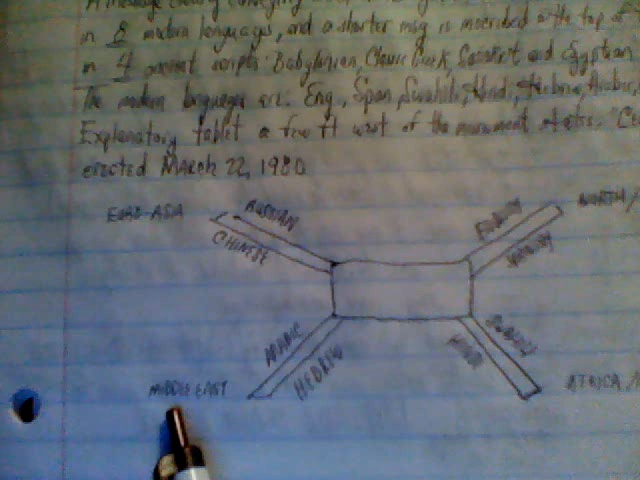 A message clearly conveying
in 8 modern languages, and a shorter msg is inscribed at the top of
in 4 ancient scripts: Babylonian, Classic Greek, Sanskrit and Egyptian
The modern languages are: Eng, Span, Swahili, Hindi, Hebrew, Arabic,
Explanatory tablet a few ft west of the monument states.
erected MARCH 22, 1980
EURO-ASIA RUSSIAN NORTH
CHINESE
ARABIC SWAHILI
HEBREW HINDI
MIDDLE EAST AFRICA